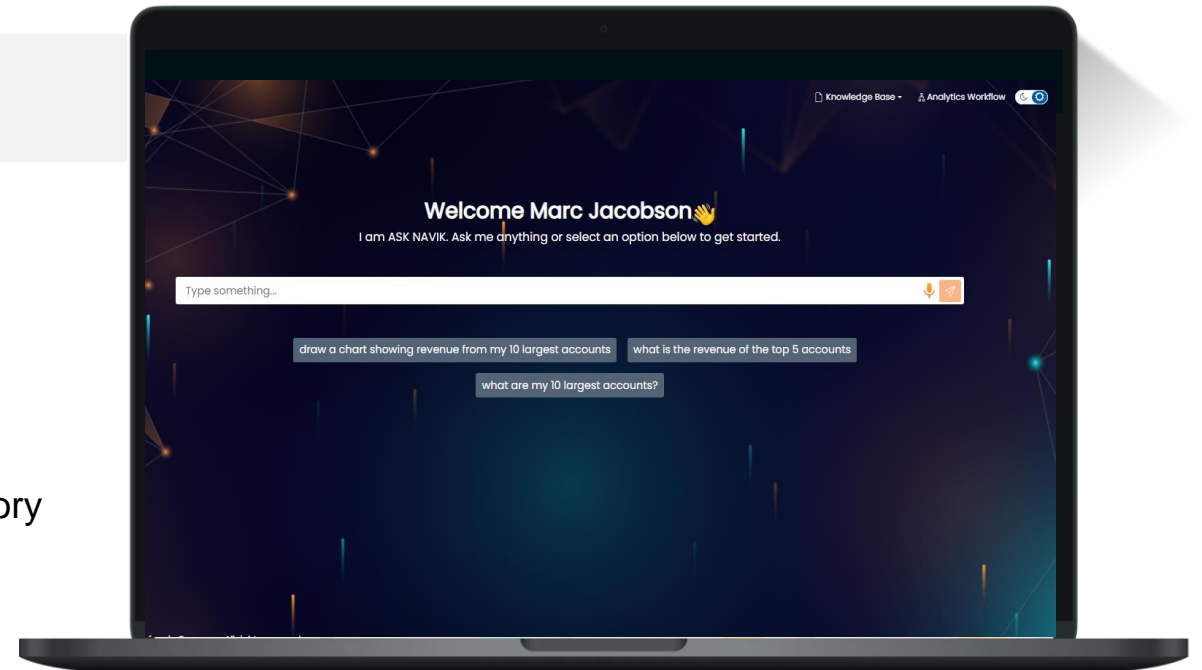 Knowledge Base
Analytics Workflow
Welcome Marc Jacobson👋
I am ASK NAVIK. Ask me anything or select an option below to get started.
Type something...
draw a chart showing revenue from my 10 largest accounts
what is the revenue of the top 5 accounts
what are my 10 largest accounts?
ory